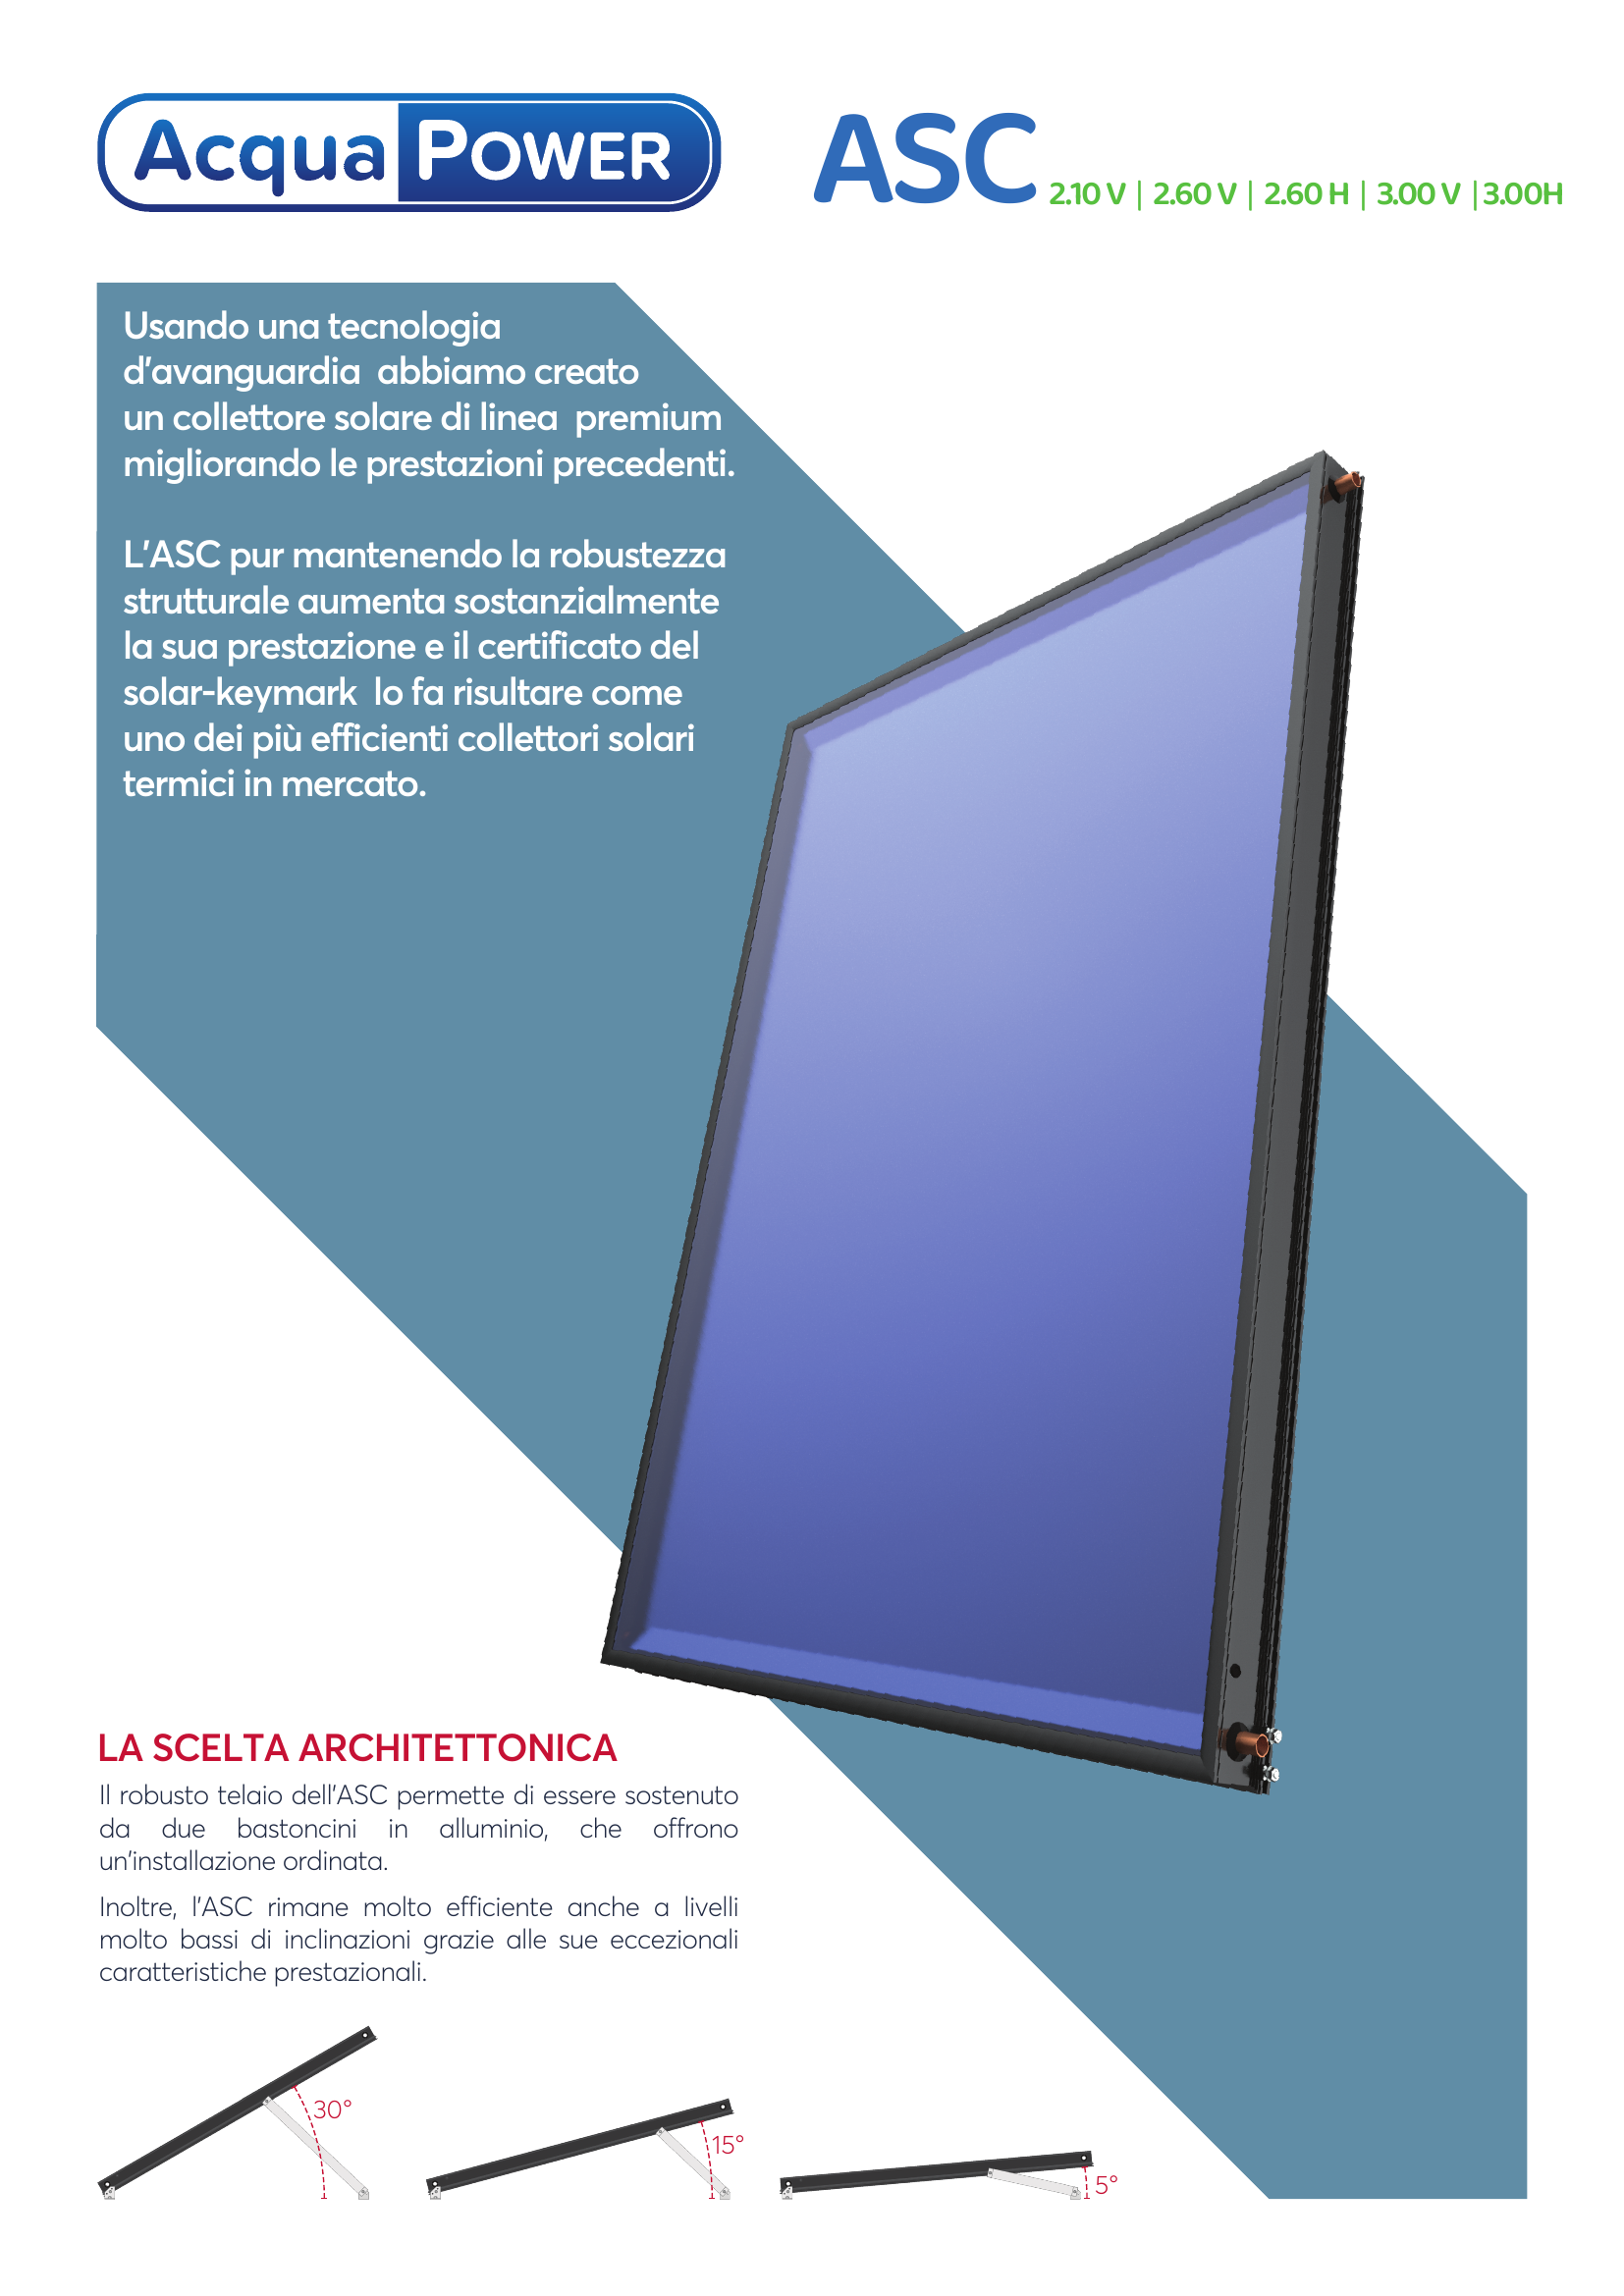 Acqua POWER
ASC 2.10 V | 2.60 V | 2.60 H | 3.00 V |3.00H
Usando una tecnologia
d'avanguardia  abbiamo creato
un collettore solare di linea  premium
migliorando le prestazioni precedenti.
L'ASC pur mantenendo la robustezza
strutturale aumenta sostanzialmente
la sua prestazione e il certificato del
solar-keymark  lo fa risultare come
uno dei più efficienti collettori solari
termici in mercato.
LA SCELTA ARCHITETTONICA
Il robusto telaio dell'ASC permette di essere sostenuto
da due bastoncini in alluminio, che offrono
un'installazione ordinata.
Inoltre, l'ASC rimane molto efficiente anche a livelli
molto bassi di inclinazioni grazie alle sue eccezionali
caratteristiche prestazionali.
30°
15°
5°